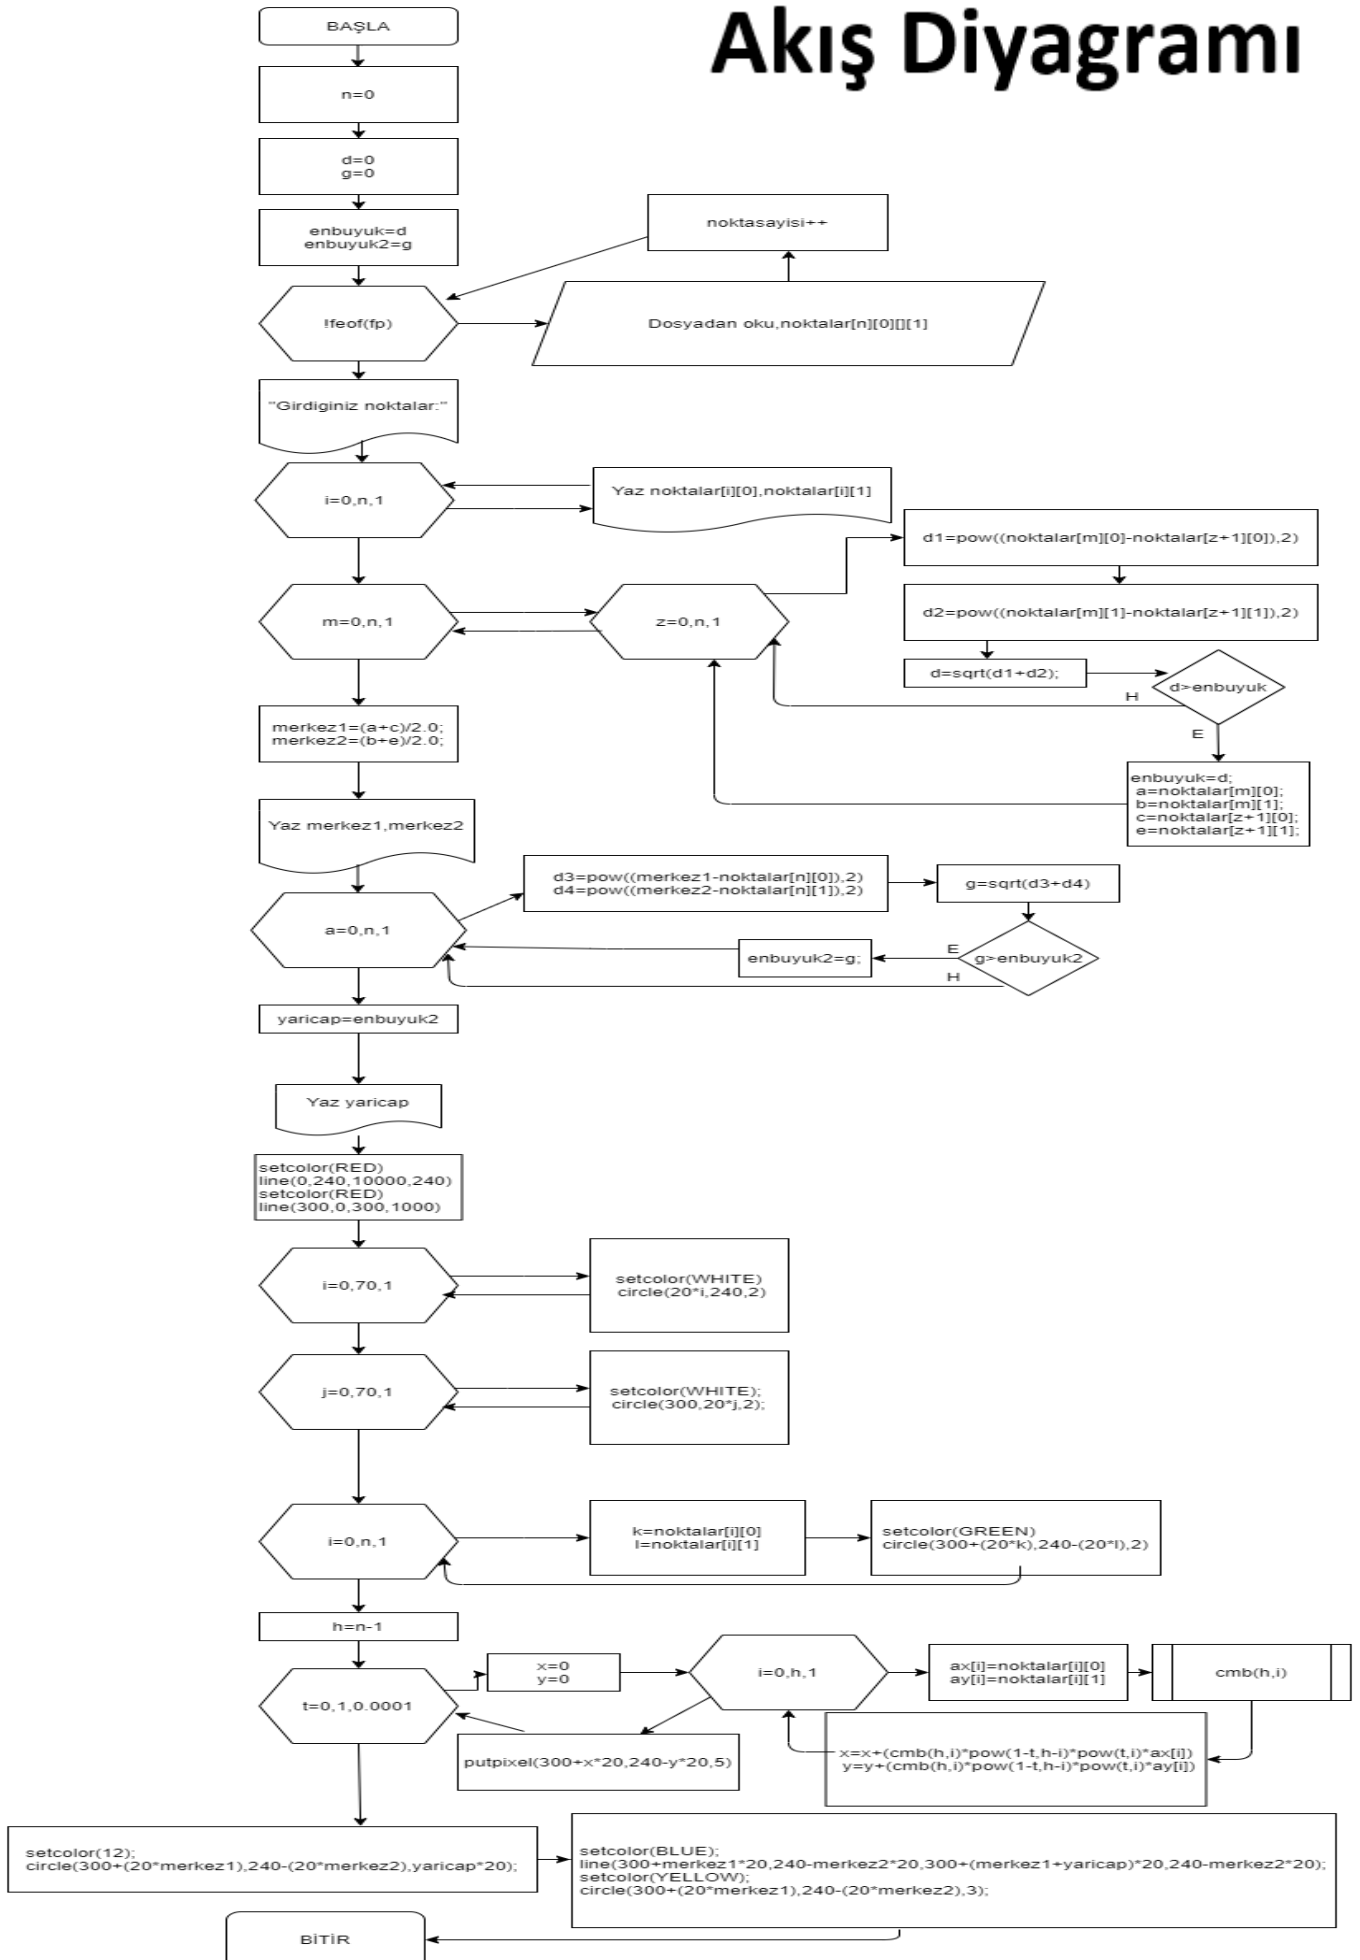 Akış Diyagramı
BAŞLA
n=0
d=0
g=0
enbuyuk=d
enbuyuk2=g
noktasayisi++
!feof(fp)
Dosyadan oku,noktalar[n][0][][1]
"Girdiginiz noktalar:"
i=0,n,1
Yaz noktalar[i][0],noktalar[i][1]
d1=pow((noktalar[m][0]-noktalar[z+1][0]),2)
m=0,n,1
z=0,n,1
d2=pow((noktalar[m][1]-noktalar[z+1][1]),2)
d=sqrt(d1+d2);
d>enbuyuk
H
E
merkez1=(a+c)/2.0;
merkez2=(b+e)/2.0;
enbuyuk=d;
a=noktalar[m][0];
b=noktalar[m][1];
c=noktalar[z+1][0];
e=noktalar[z+1][1];
Yaz merkez1,merkez2
d3=pow((merkez1-noktalar[n][0]),2)
d4=pow((merkez2-noktalar[n][1]),2)
g=sqrt(d3+d4)
a=0,n,1
enbuyuk2=g;
E
g>enbuyuk2
H
yaricap=enbuyuk2
Yaz yaricap
setcolor(RED)
line(0,240,10000,240)
setcolor(RED)
line(300,0,300,1000)
i=0,70,1
setcolor(WHITE)
circle(20*i,240,2)
j=0,70,1
setcolor(WHITE);
circle(300,20*j,2);
i=0,n,1
k=noktalar[i][0]
l=noktalar[i][1]
setcolor(GREEN)
circle(300+(20*k),240-(20*l),2)
h=n-1
t=0,1,0.0001
x=0
y=0
i=0,h,1
ax[i]=noktalar[i][0]
ay[i]=noktalar[i][1]
cmb(h,i)
putpixel(300+x*20,240-y*20,5)
x=x+(cmb(h,i)*pow(1-t,h-i)*pow(t,i)*ax[i])
y=y+(cmb(h,i)*pow(1-t,h-i)*pow(t,i)*ay[i])
setcolor(12);
circle(300+(20*merkez1),240-(20*merkez2),yaricap*20);
setcolor(BLUE);
line(300+merkez1*20,240-merkez2*20,300+(merkez1+yaricap)*20,240-merkez2*20);
setcolor(YELLOW);
circle(300+(20*merkez1),240-(20*merkez2),3);
BİTİR